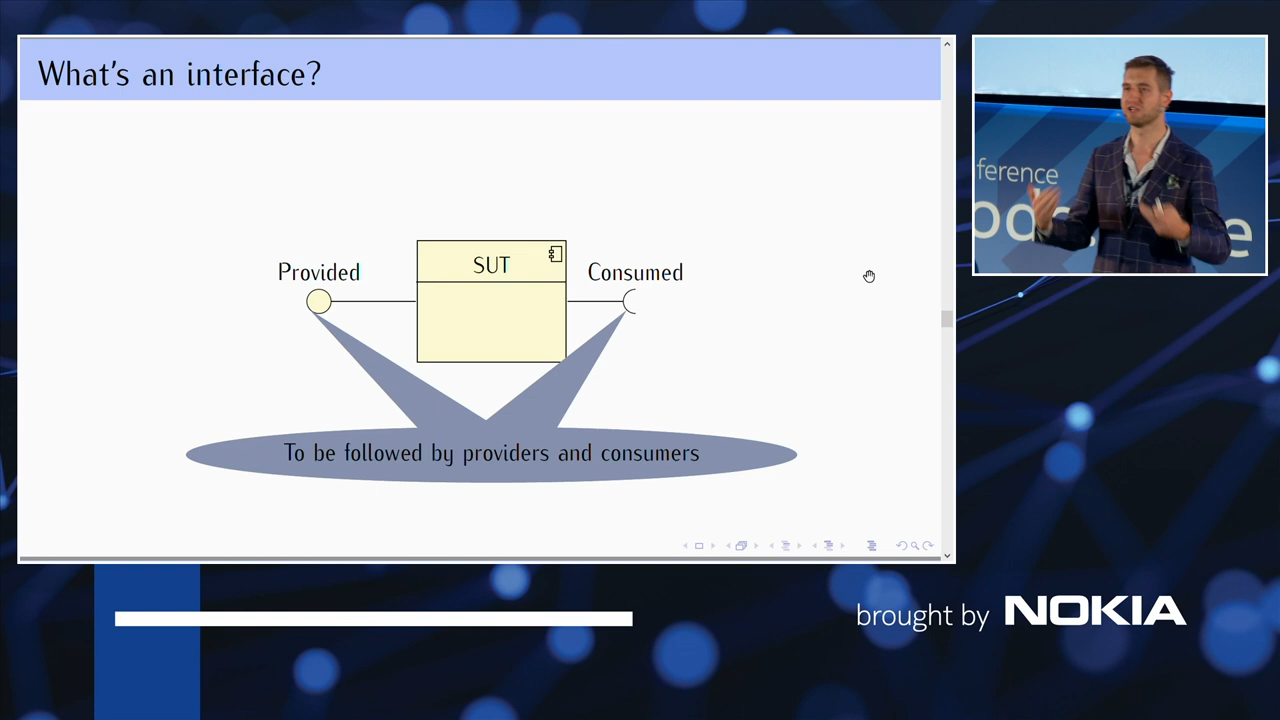 What's an interface?
Provided
SUT
Consumed
To be followed by providers and consumers
ference
brought by NOKIA